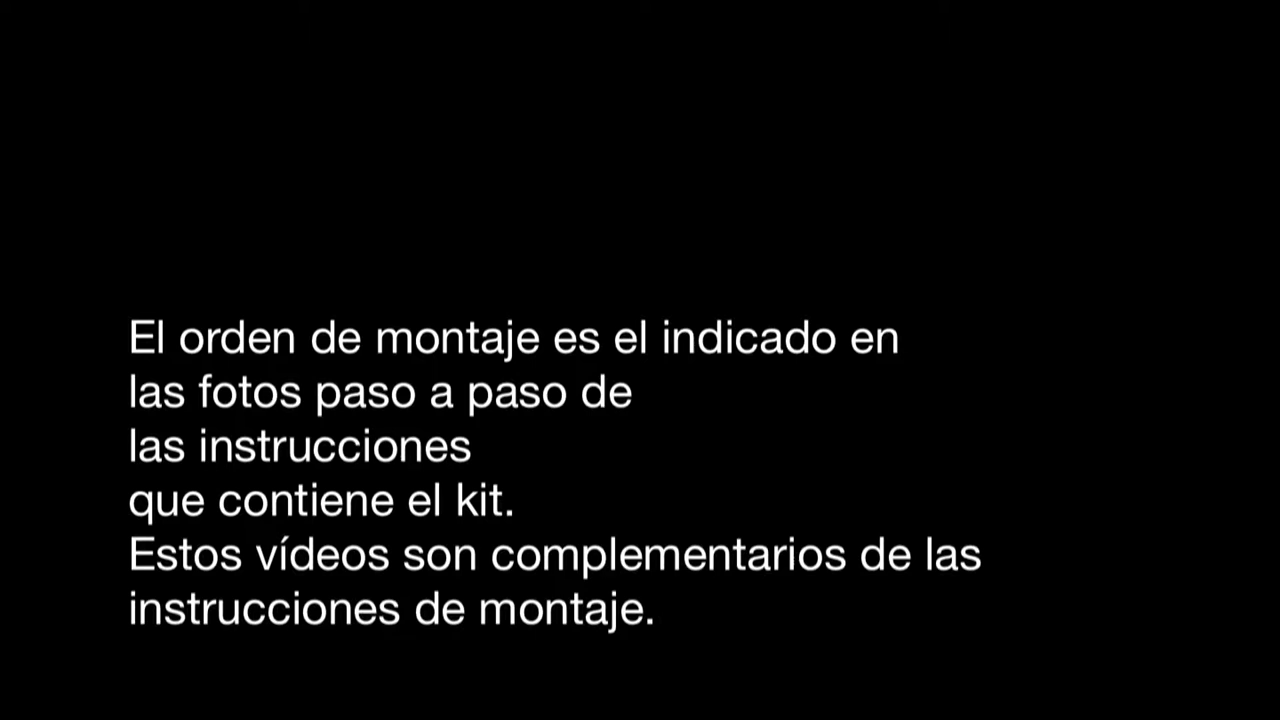 El orden de montaje es el indicado en
las fotos paso a paso de
las instrucciones
que contiene el kit.
Estos vídeos son complementarios de las
instrucciones de montaje.